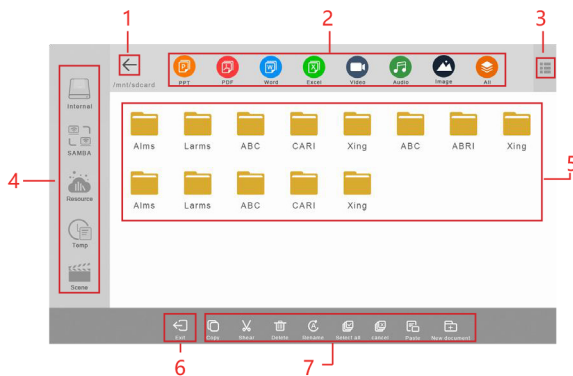 1
2
3
/mnt/sdcard
PPT PDF Word Excel Video Audio Image All
Internal
SAMBA
Resource
Temp
Scene
4
Alms Larms ABC CARI Xing ABC ABRI Xing
Alms Larms ABC CARI Xing
5
Exit Copy Shear Delete Rename Select all cancel Paste New document
6
7